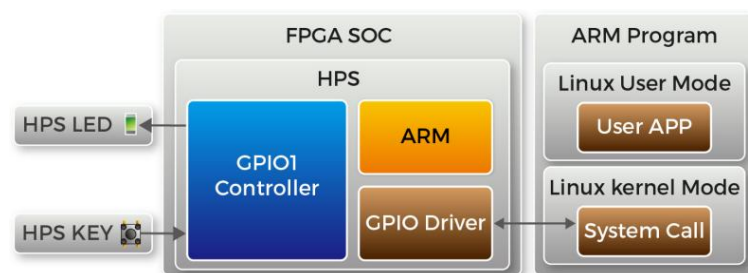 FPGA SOC
HPS
HPS LED
GPIO1
Controller
ARM
HPS KEY
GPIO Driver
ARM Program
Linux User Mode
User APP
Linux kernel Mode
System Call